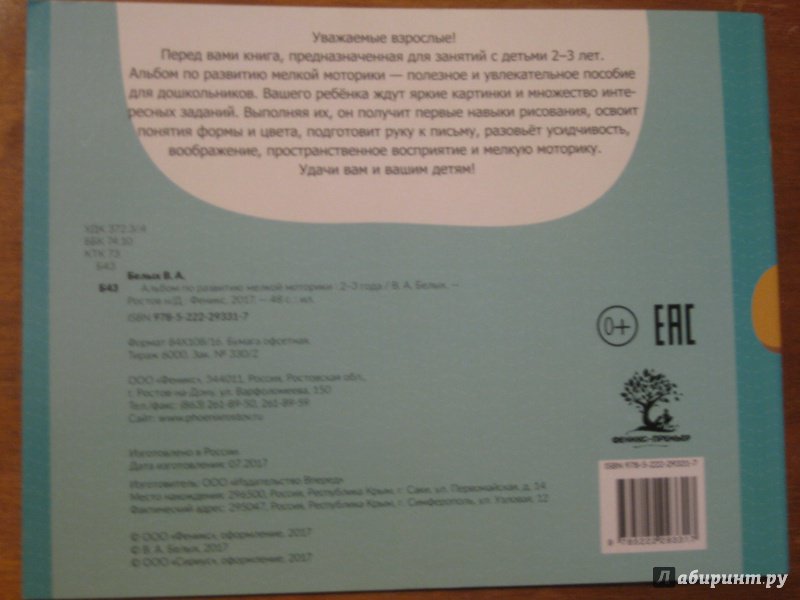 Уважаемые взрослые!
Перед вами книга, предназначенная для занятий с детьми 2–3 лет.
Альбом по развитию мелкой моторики — полезное и увлекательное пособие
для дошкольников. Вашего ребёнка ждут яркие картинки и множество инте-
ресных заданий. Выполняя их, он получит первые навыки рисования, освоит
понятия формы и цвета, подготовит руку к письму, разовьёт усидчивость,
воображение, пространственное восприятие и мелкую моторику.
Удачи вам и вашим детям!
УДК 372.3/4
ББК 74.10
КТК 73
Б43
Белых В. А.
Б43 Альбом по развитию мелкой моторики : 2–3 года / В. А. Белых. —
Ростов н/Д : Феникс, 2017. — 48 с. : ил.
ISBN 978-5-222-29331-7
Формат 84Х108/16. Бумага офсетная.
Тираж 6000. Зак. № 330/2
ООО «Феникс», 344011, Россия, Ростовская обл.,
г. Ростов-на-Дону, ул. Варфоломеева, 150
Тел./факс: (863) 261-89-50, 261-89-59
Сайт: www.phoenixrostov.ru
Изготовлено в России.
Дата изготовления: 07.2017
Изготовитель: ООО «Издательство Вперед»
Место нахождения: 296500, Россия, Республика Крым, г. Саки, ул. Первомайская, д. 14
Фактический адрес: 295047, Россия, Республика Крым, г. Симферополь, ул. Узловая, 12
© ООО «Феникс», оформление, 2017
© В. А. Белых, 2017
© ООО «Сириус», оформление, 2017
0+ ЕАС
ФЕНИКС-ПРЕМЬЕР
ISBN 978-5-222-29331-7
9 785222 293317
Лабиринт.ру